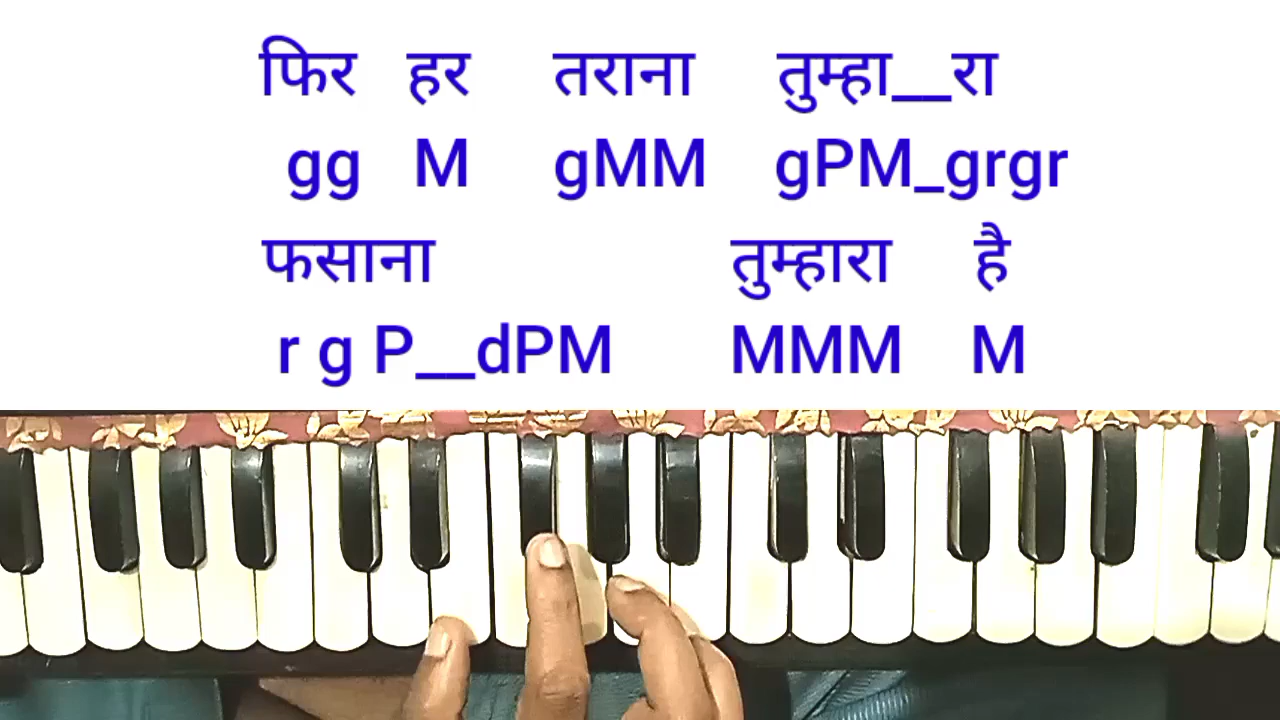 फिर हर तराना तुम्हा__रा
gg M gMM gPM_grgr
फसाना तुम्हारा है
r g P__dPM MMM M